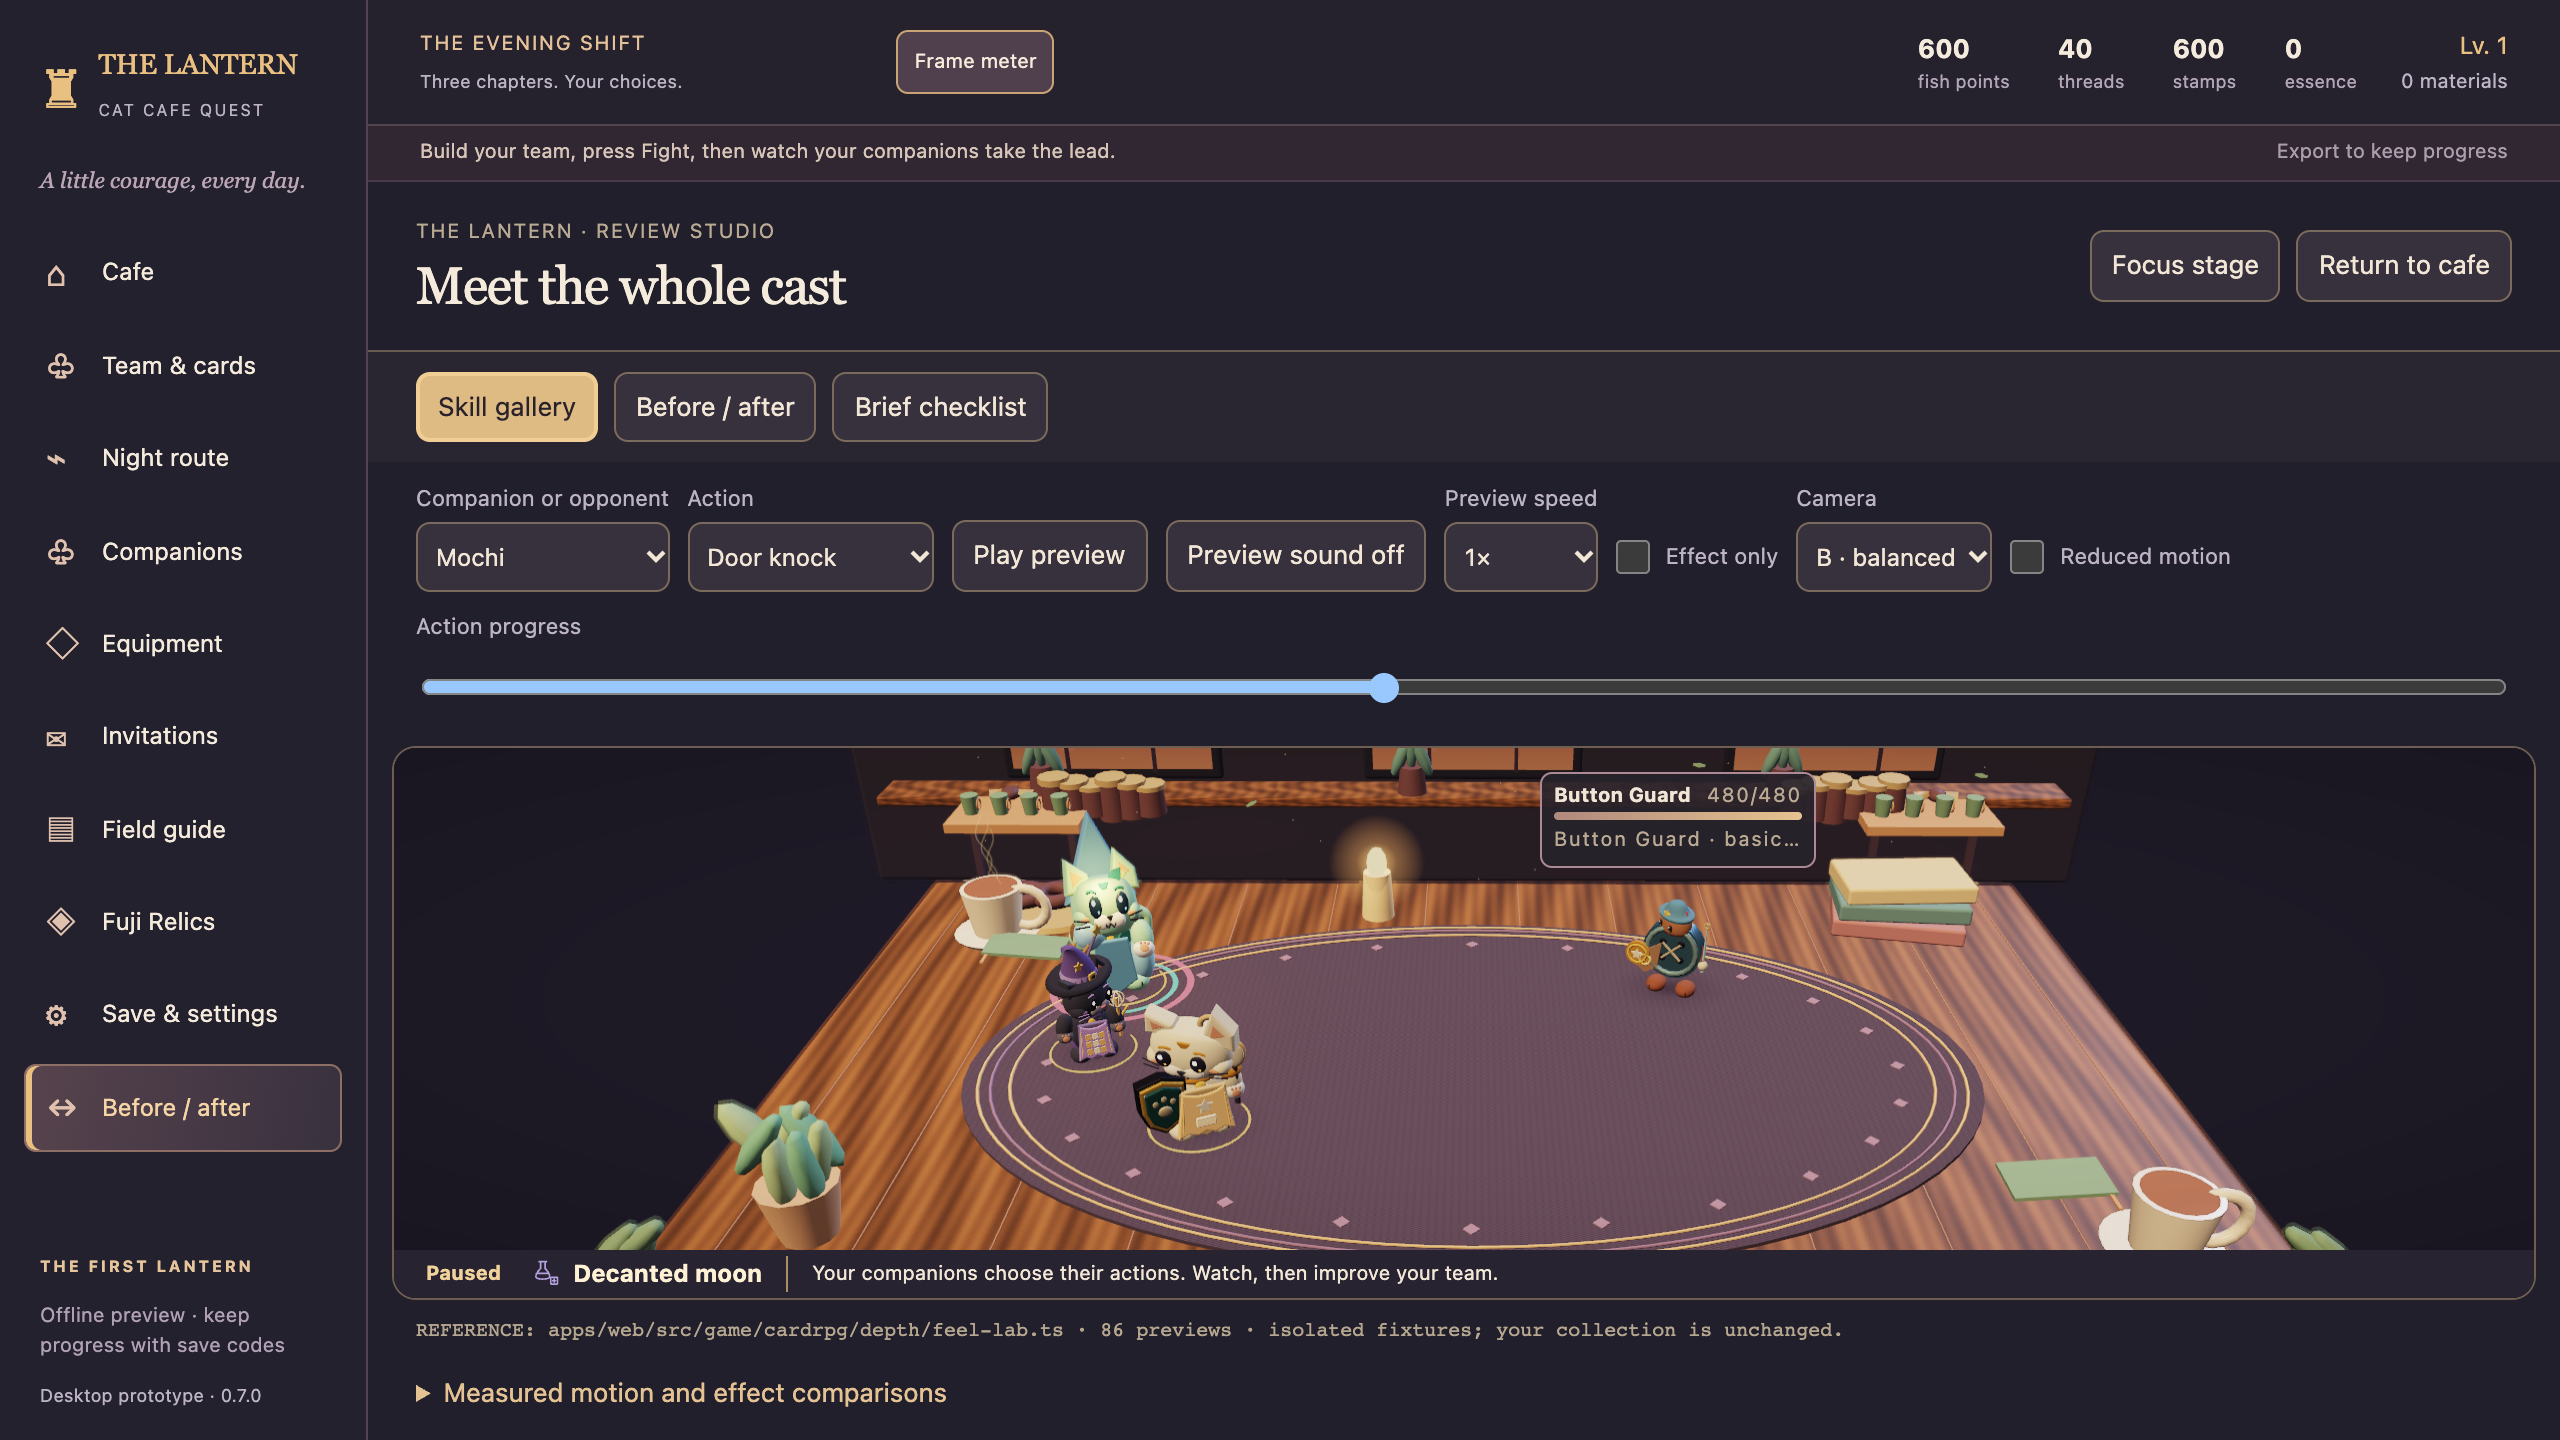 THE LANTERN
CAT CAFE QUEST
A little courage, every day.
Cafe
Team & cards
Night route
Companions
Equipment
Invitations
Field guide
Fuji Relics
Save & settings
Before / after
THE FIRST LANTERN
Offline preview · keep
progress with save codes
Desktop prototype · 0.7.0
THE EVENING SHIFT
Three chapters. Your choices.
Frame meter
600 fish points
40 threads
600 stamps
0 essence
Lv. 1
0 materials
Build your team, press Fight, then watch your companions take the lead.
Export to keep progress
THE LANTERN · REVIEW STUDIO
Meet the whole cast
Focus stage
Return to cafe
Skill gallery
Before / after
Brief checklist
Companion or opponent
Mochi
Action
Door knock
Play preview
Preview sound off
Preview speed
1×
Effect only
Camera
B · balanced
Reduced motion
Action progress
Button Guard 480/480
Button Guard · basic…
Paused
Decanted moon
Your companions choose their actions. Watch, then improve your team.
REFERENCE: apps/web/src/game/cardrpg/depth/feel-lab.ts · 86 previews · isolated fixtures; your collection is unchanged.
Measured motion and effect comparisons